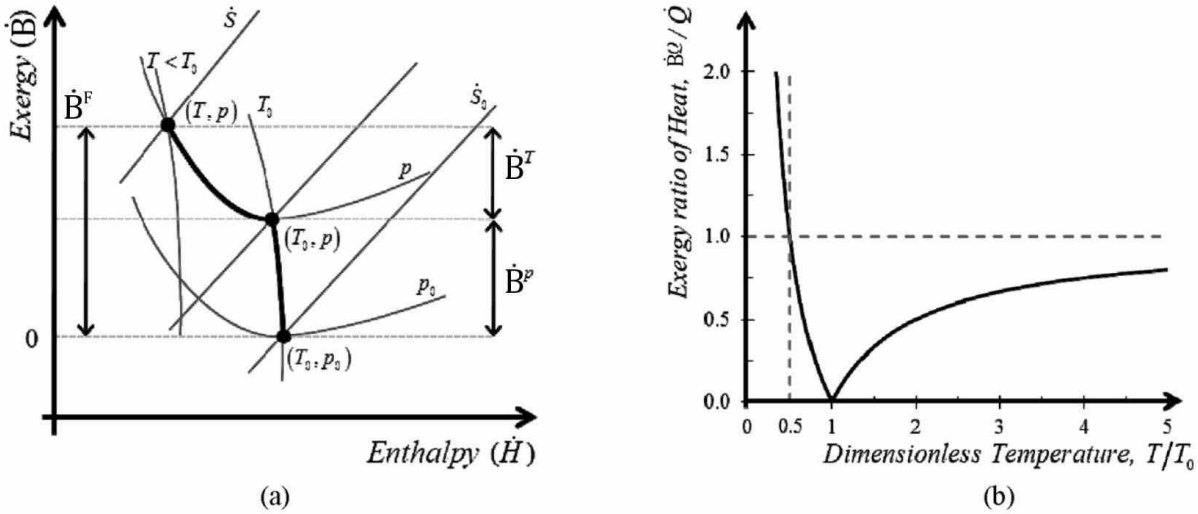 Exergy (Ḃ)
Ṡ
T < T₀
Ḃᶠ
(T, p)
T₀
Ṡ₀
Ḃᵀ
p
(T₀, p)
Ḃᵖ
p₀
0
(T₀, p₀)
Enthalpy (Ḣ)
(a)
Exergy ratio of Heat, Ḃ^Q / Q̇
2.0
1.5
1.0
0.5
0.0
0 0.5 1 2 3 4 5
Dimensionless Temperature, T/T₀
(b)